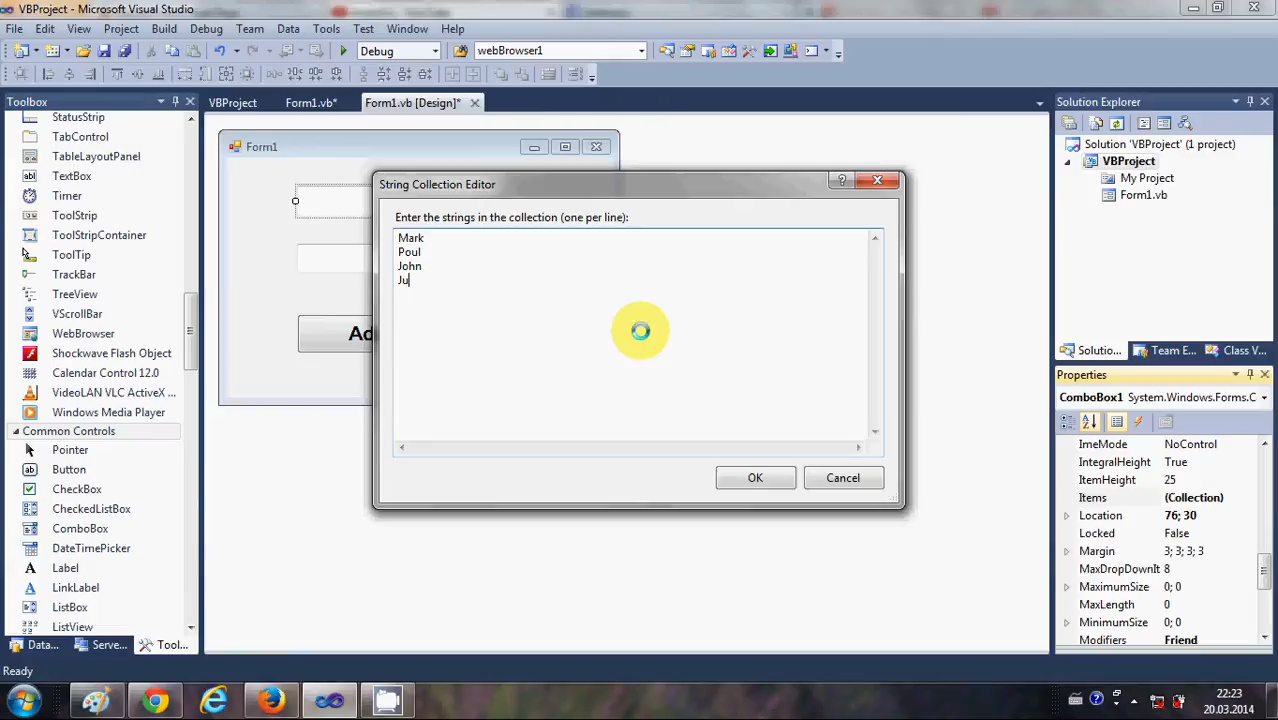 VBProject - Microsoft Visual Studio
File Edit View Project Build Debug Team Data Tools Test Window Help
Debug webBrowser1
Toolbox
StatusStrip
TabControl
TableLayoutPanel
TextBox
Timer
ToolStrip
ToolStripContainer
ToolTip
TrackBar
TreeView
VScrollBar
WebBrowser
Shockwave Flash Object
Calendar Control 12.0
VideoLAN VLC ActiveX ...
Windows Media Player
Common Controls
Pointer
Button
CheckBox
CheckedListBox
ComboBox
DateTimePicker
Label
LinkLabel
ListBox
ListView
Data... Serve... Tool...
VBProject Form1.vb* Form1.vb [Design]*
Form1
Ad
String Collection Editor
Enter the strings in the collection (one per line):
Mark
Poul
John
Ju
OK Cancel
Solution Explorer
Solution 'VBProject' (1 project)
VBProject
My Project
Form1.vb
Solutio... Team E... Class V...
Properties
ComboBox1 System.Windows.Forms.C
ImeMode NoControl
IntegralHeight True
ItemHeight 25
Items (Collection)
Location 76; 30
Locked False
Margin 3; 3; 3; 3
MaxDropDownIt 8
MaximumSize 0; 0
MaxLength 0
MinimumSize 0; 0
Modifiers Friend
Ready
22:23
20.03.2014